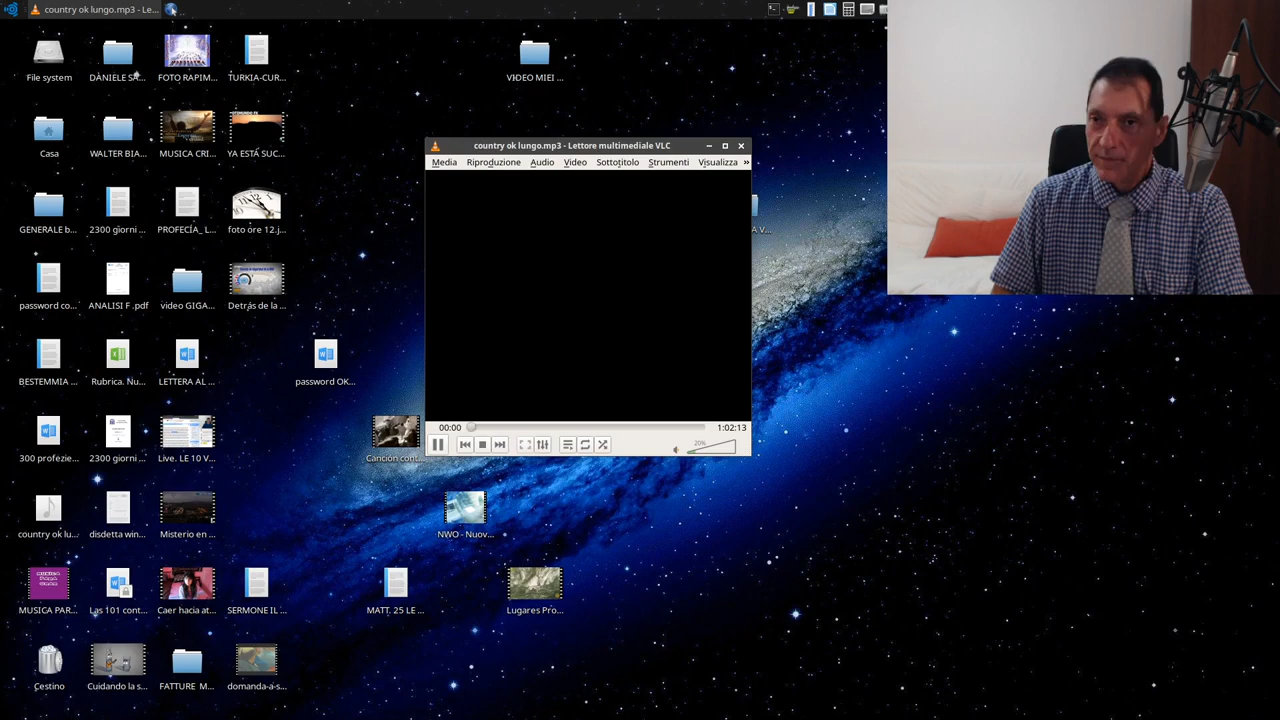 country ok lungo.mp3 - Le...
File system
DANIELE SA...
FOTO RAPIM...
TURKIA-CUR...
VIDEO MIEI ...
Casa
WALTER BIA...
MUSICA CRI...
YA ESTÁ SUC...
country ok lungo.mp3 - Lettore multimediale VLC
Media Riproduzione Audio Video Sottotitolo Strumenti Visualizza »
GENERALE b...
2300 giorni ...
PROFECÍA_ L...
foto ore 12.j...
A V...
password co...
ANALISI F .pdf
video GIGA...
Detrás de la ...
BESTEMMIA ...
Rubrica. Nu...
LETTERA AL ...
password OK...
00:00
1:02:13
20%
300 profezie...
2300 giorni ...
Live. LE 10 V...
Canción cont...
country ok lu...
disdetta win...
Misterio en ...
NWO - Nuov...
MUSICA PAR...
Las 101 cont...
Caer hacia at...
SERMONE IL ...
MATT. 25 LE ...
Lugares Pro...
Cestino
Cuidando la s...
FATTURE M...
domanda-a-s...